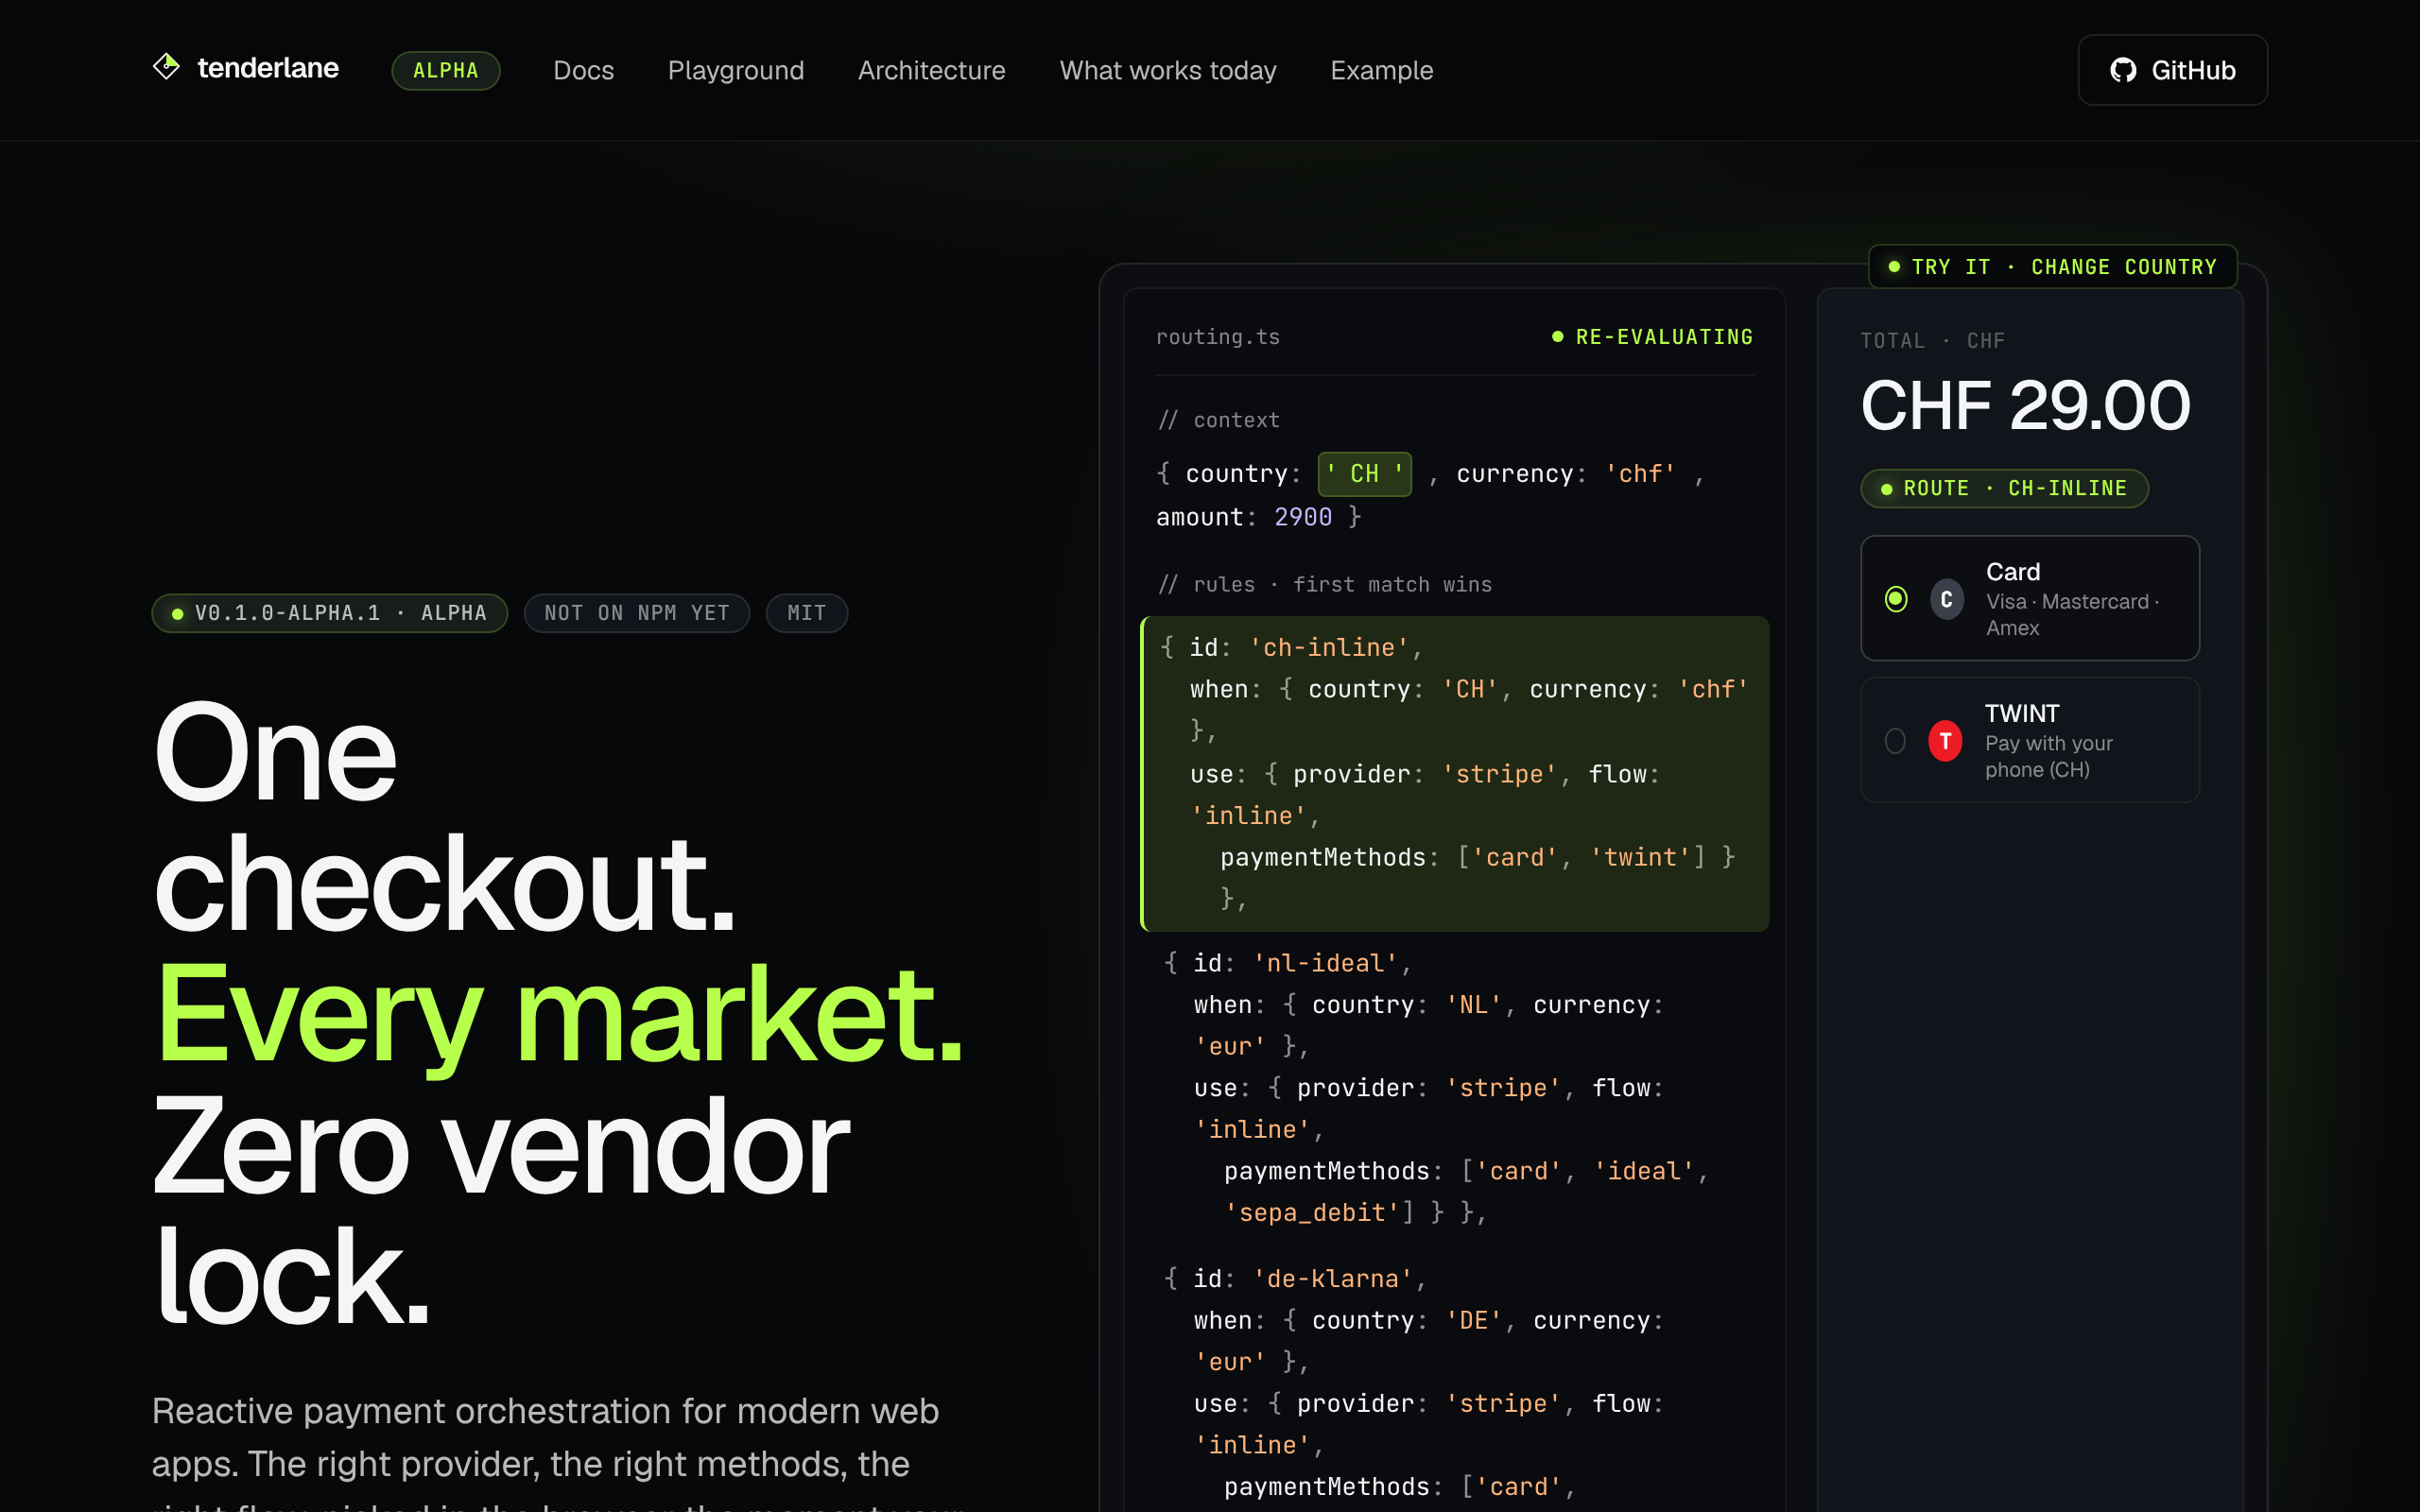 tenderlane
ALPHA
Docs
Playground
Architecture
What works today
Example
GitHub
V0.1.0-ALPHA.1 · ALPHA
NOT ON NPM YET
MIT
One
checkout.
Every market.
Zero vendor
lock.
Reactive payment orchestration for modern web
apps. The right provider, the right methods, the
TRY IT · CHANGE COUNTRY
routing.ts
RE-EVALUATING
// context
{ country: ' CH ' , currency: 'chf' ,
amount: 2900 }
// rules · first match wins
{ id: 'ch-inline',
when: { country: 'CH', currency: 'chf'
},
use: { provider: 'stripe', flow:
'inline',
paymentMethods: ['card', 'twint'] }
},
{ id: 'nl-ideal',
when: { country: 'NL', currency:
'eur' },
use: { provider: 'stripe', flow:
'inline',
paymentMethods: ['card', 'ideal',
'sepa_debit'] } },
{ id: 'de-klarna',
when: { country: 'DE', currency:
'eur' },
use: { provider: 'stripe', flow:
'inline',
paymentMethods: ['card',
TOTAL · CHF
CHF 29.00
ROUTE · CH-INLINE
C
Card
Visa · Mastercard ·
Amex
T
TWINT
Pay with your
phone (CH)